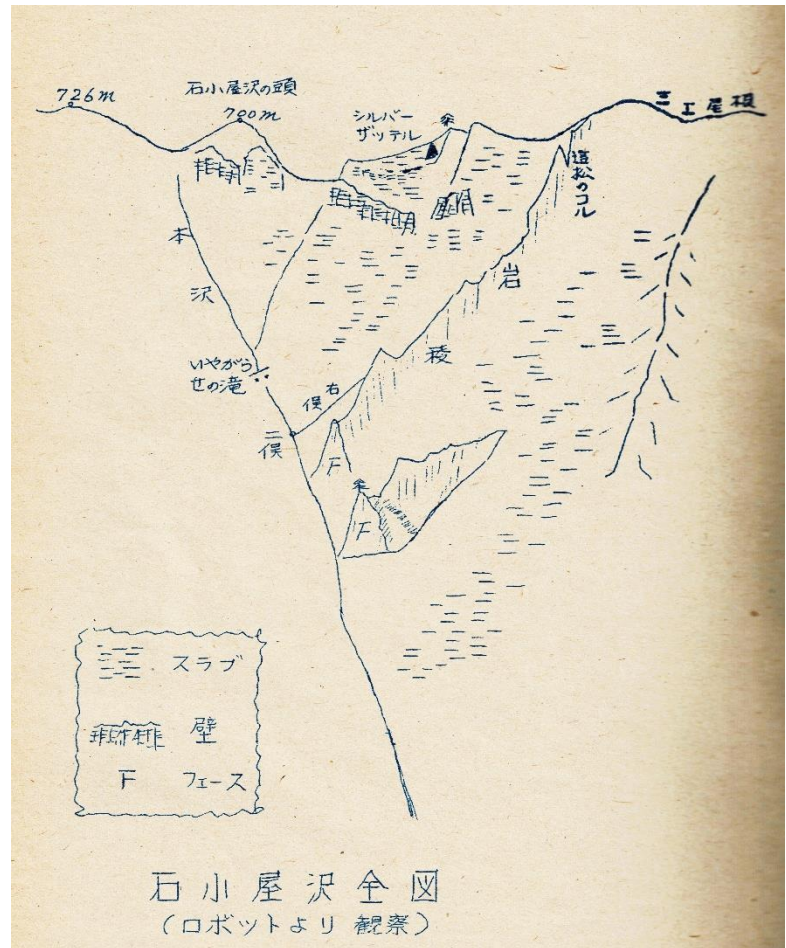 726m
石小屋沢の頭
700m
シルバー
ザッテル
三工尾根
這松のコル
本沢
岩稜
いやがら
せの滝
右俣
二俣
F
F
スラブ
壁
F フェース
石小屋沢全図
(ロボットより観察)